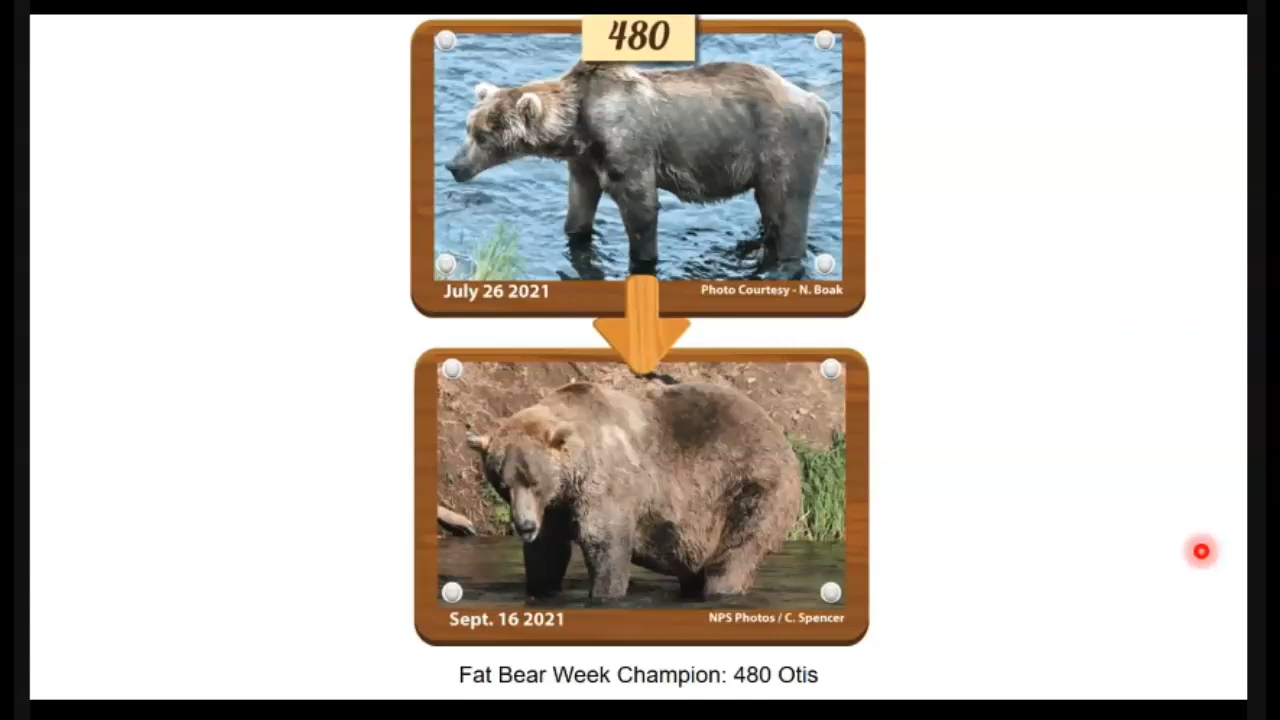 480
July 26 2021
Photo Courtesy - N. Boak
Sept. 16 2021
NPS Photos / C. Spencer
Fat Bear Week Champion: 480 Otis